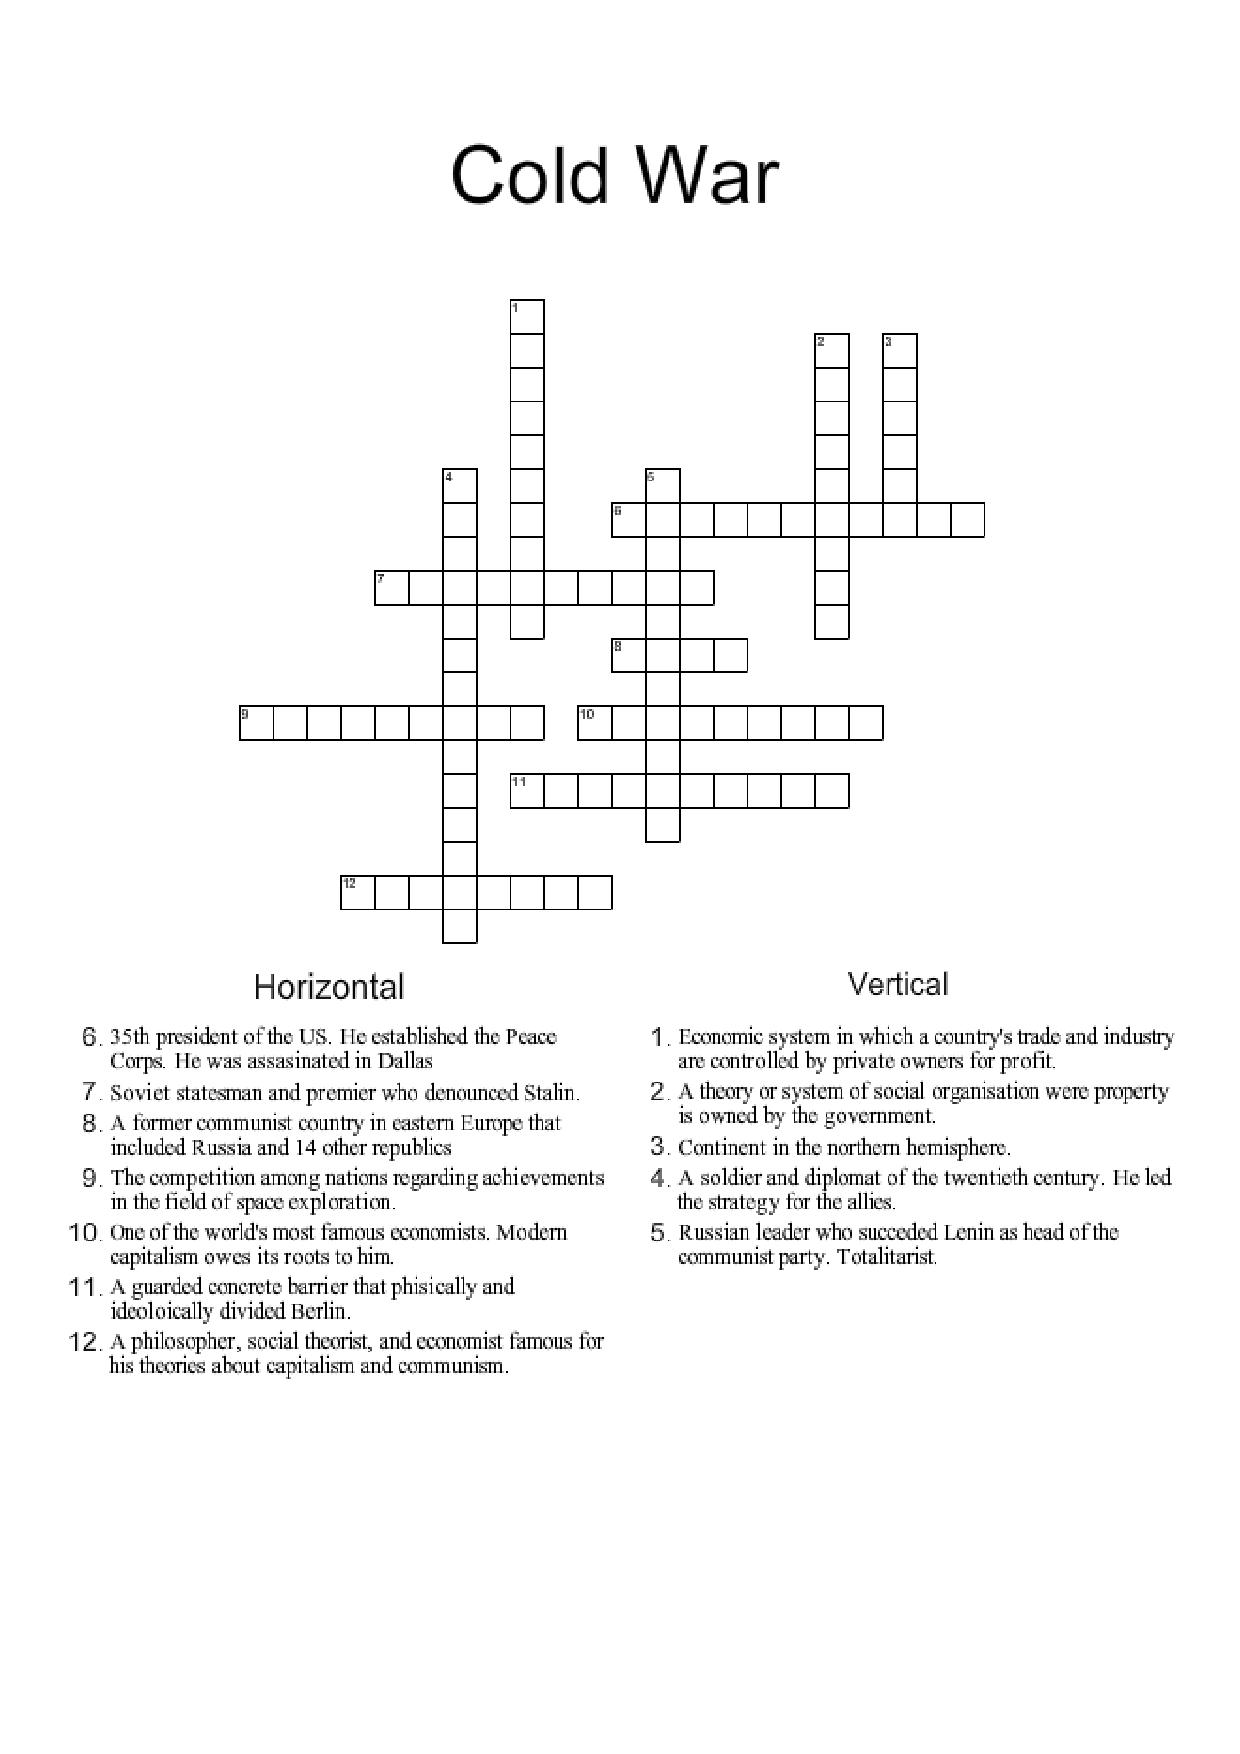 Cold War
1
2 3
4 5
6
7
8
9 10
11
12
Horizontal
6. 35th president of the US. He established the Peace
Corps. He was assasinated in Dallas
7. Soviet statesman and premier who denounced Stalin.
8. A former communist country in eastern Europe that
included Russia and 14 other republics
9. The competition among nations regarding achievements
in the field of space exploration.
10. One of the world's most famous economists. Modern
capitalism owes its roots to him.
11. A guarded concrete barrier that phisically and
ideoloically divided Berlin.
12. A philosopher, social theorist, and economist famous for
his theories about capitalism and communism.
Vertical
1. Economic system in which a country's trade and industry
are controlled by private owners for profit.
2. A theory or system of social organisation were property
is owned by the government.
3. Continent in the northern hemisphere.
4. A soldier and diplomat of the twentieth century. He led
the strategy for the allies.
5. Russian leader who succeded Lenin as head of the
communist party. Totalitarist.